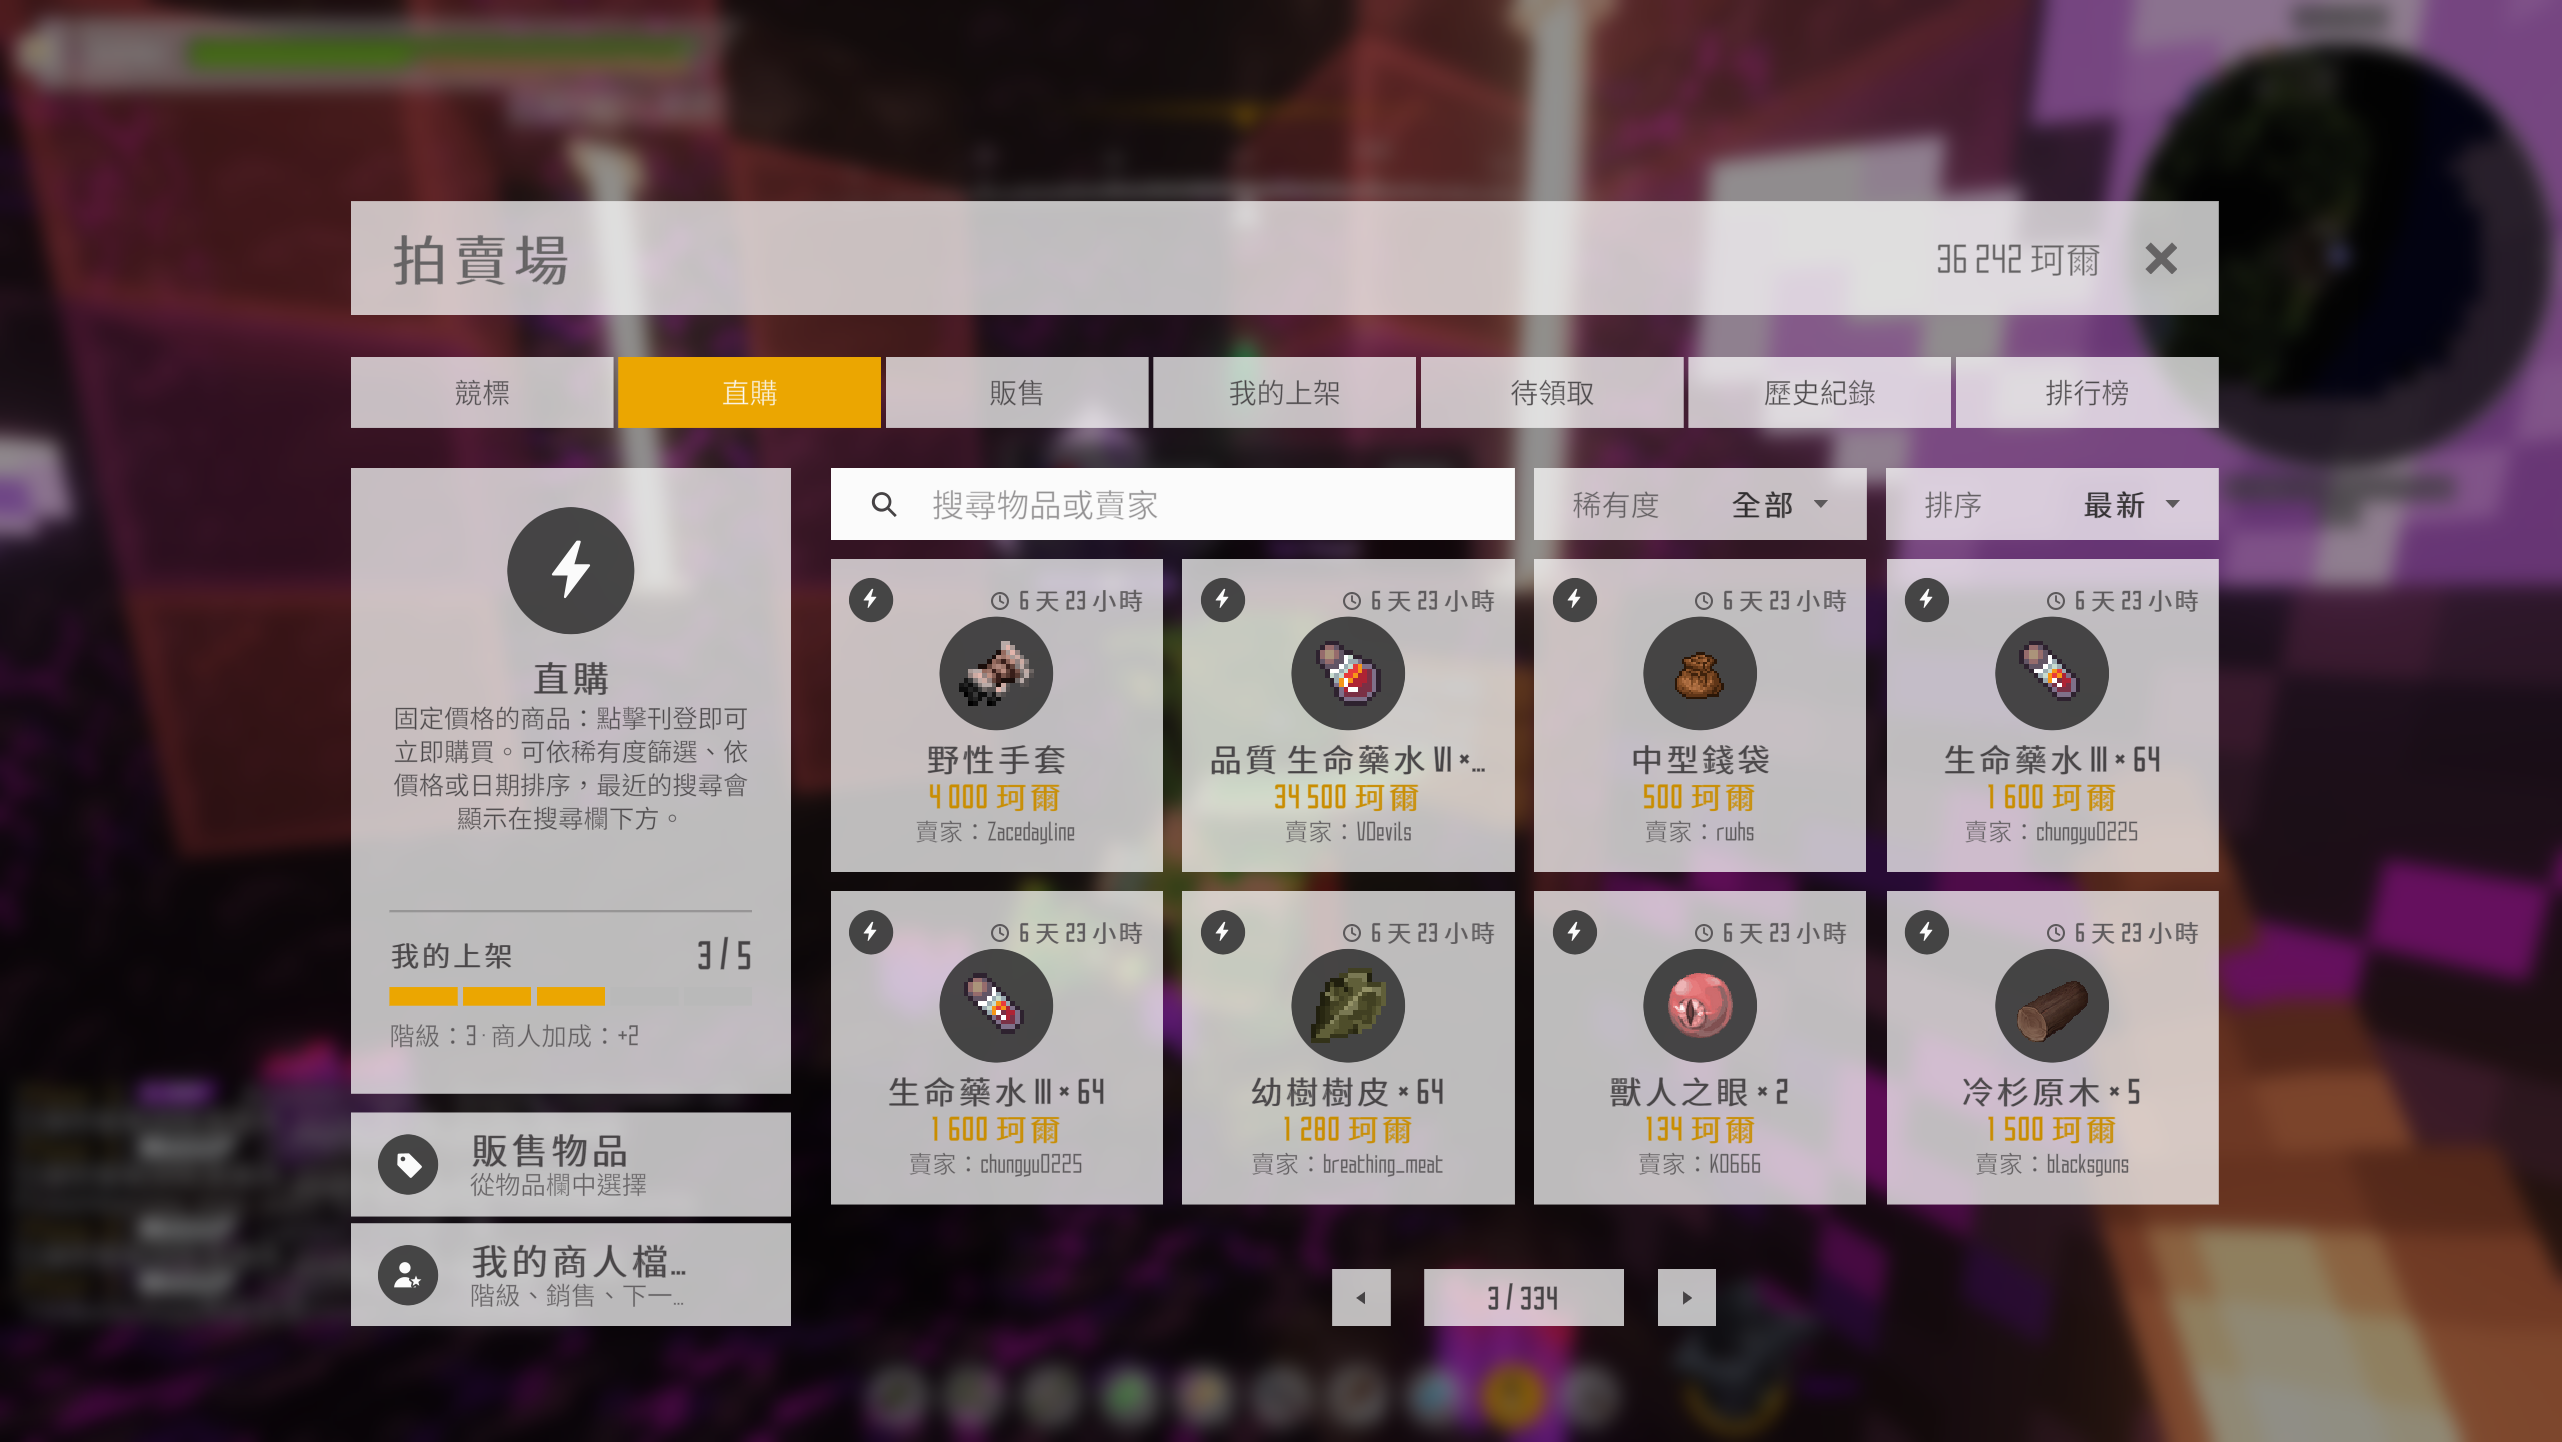 拍賣場
36 242 珂爾
競標
直購
販售
我的上架
待領取
歷史紀錄
排行榜
直購
固定價格的商品：點擊刊登即可
立即購買。可依稀有度篩選、依
價格或日期排序，最近的搜尋會
顯示在搜尋欄下方。
我的上架 3 / 5
階級：3 · 商人加成：+2
販售物品
從物品欄中選擇
我的商人檔...
階級、銷售、下一...
搜尋物品或賣家
稀有度 全部
排序 最新
6 天 23 小時
野性手套
4 000 珂爾
賣家：Zacedayline
6 天 23 小時
品質 生命藥水 VI ×...
34 500 珂爾
賣家：VDevils
6 天 23 小時
中型錢袋
500 珂爾
賣家：rwhs
6 天 23 小時
生命藥水 III × 64
1 600 珂爾
賣家：chungyu0225
6 天 23 小時
生命藥水 III × 64
1 600 珂爾
賣家：chungyu0225
6 天 23 小時
幼樹樹皮 × 64
1 280 珂爾
賣家：breathing_meat
6 天 23 小時
獸人之眼 × 2
134 珂爾
賣家：K0666
6 天 23 小時
冷杉原木 × 5
1 500 珂爾
賣家：blacksguns
3 / 334